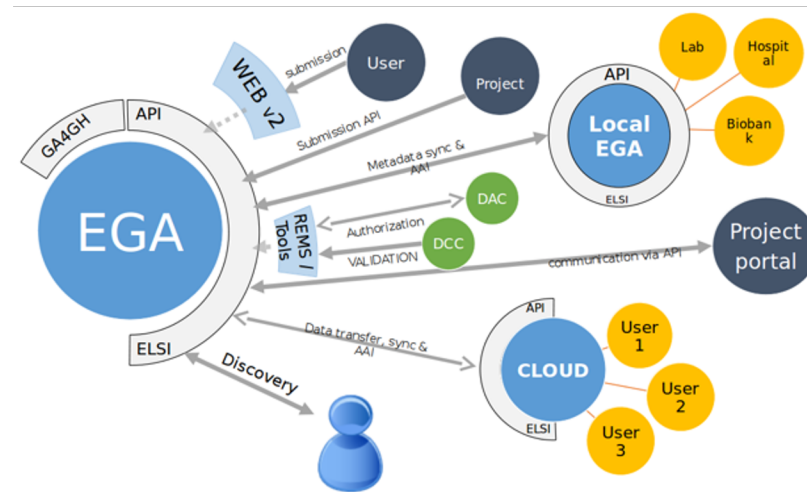 GA4GH
API
EGA
ELSI
WEB v2
submission
User
Project
Submission API
Metadata sync &
AAI
API
Local
EGA
ELSI
Lab
Hospit
al
Bioban
k
REMS /
Tools
DAC
Authorization
DCC
VALIDATION
communication via API
Project
portal
Data transfer, sync &
AAI
API
CLOUD
ELSI
User
1
User
2
User
3
Discovery